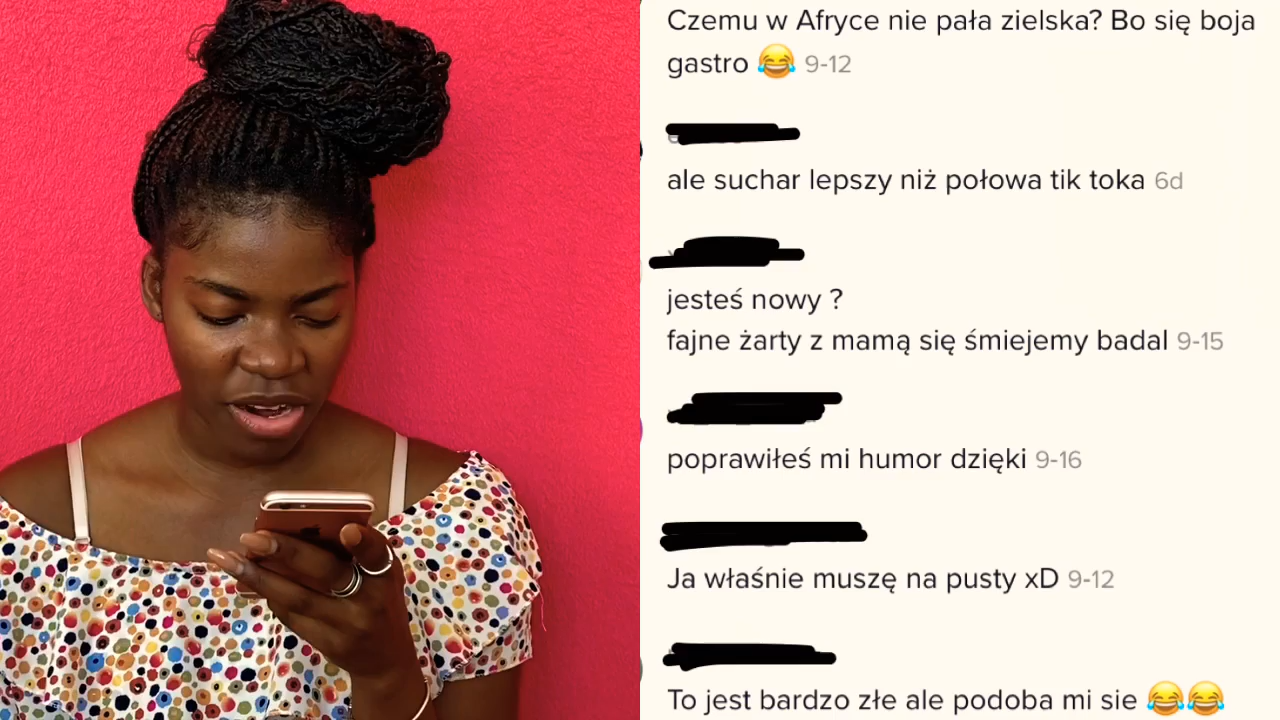 Czemu w Afryce nie pała zielska? Bo się boja
gastro 😂 9-12
ale suchar lepszy niż połowa tik toka 6d
jesteś nowy ?
fajne żarty z mamą się śmiejemy badal 9-15
poprawiłeś mi humor dzięki 9-16
Ja właśnie muszę na pusty xD 9-12
To jest bardzo złe ale podoba mi sie 😂😂